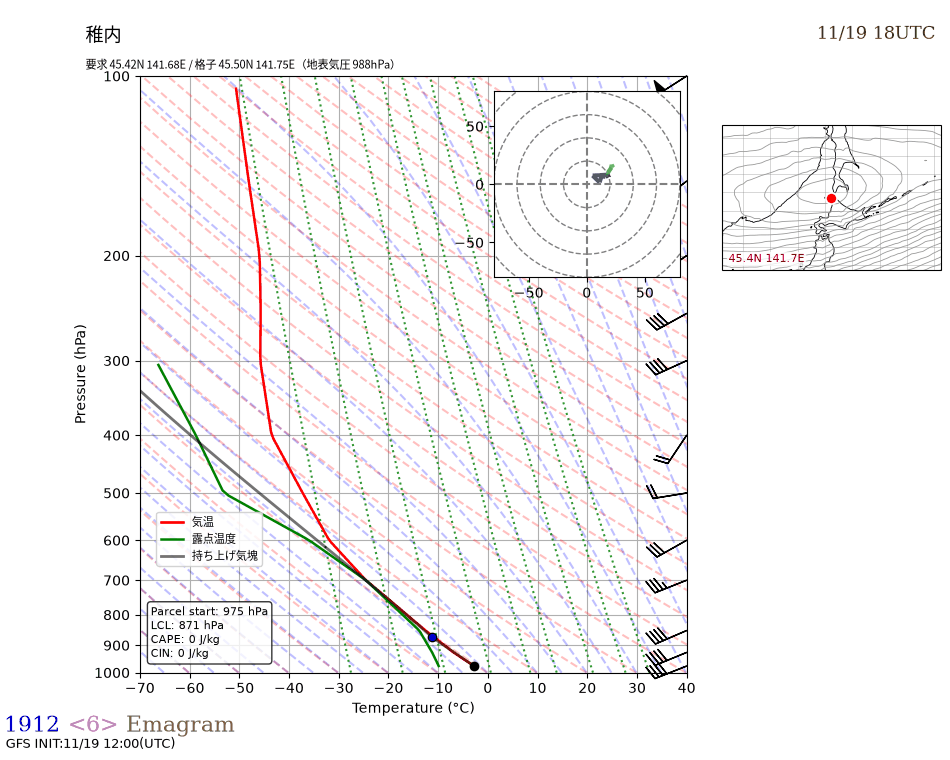 稚内
11/19 18UTC
要求 45.42N 141.68E / 格子 45.50N 141.75E（地表気圧 988hPa）
100
200
300
400
500
600
700
800
900
1000
Pressure (hPa)
50
0
−50
−50 0 50
45.4N 141.7E
気温
露点温度
持ち上げ気塊
Parcel start: 975 hPa
LCL: 871 hPa
CAPE: 0 J/kg
CIN: 0 J/kg
−70 −60 −50 −40 −30 −20 −10 0 10 20 30 40
Temperature (°C)
1912 <6> Emagram
GFS INIT:11/19 12:00(UTC)